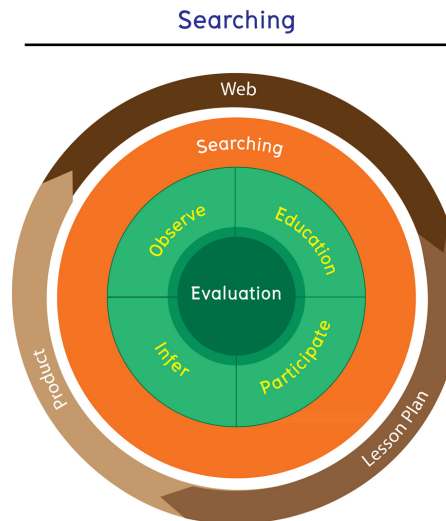 Searching
Web
Searching
Observe
Education
Evaluation
Infer
Participate
Product
Lesson Plan